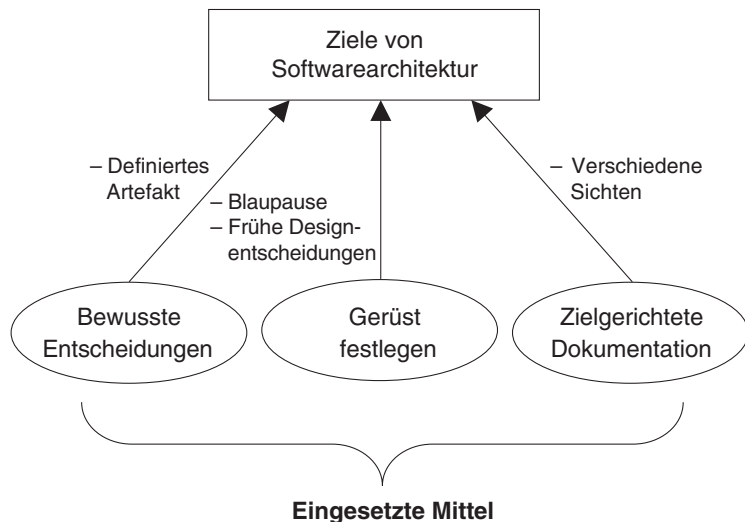 Ziele von
Softwarearchitektur
– Definiertes
Artefakt
– Blaupause
– Frühe Design-
entscheidungen
– Verschiedene
Sichten
Bewusste
Entscheidungen
Gerüst
festlegen
Zielgerichtete
Dokumentation
Eingesetzte Mittel